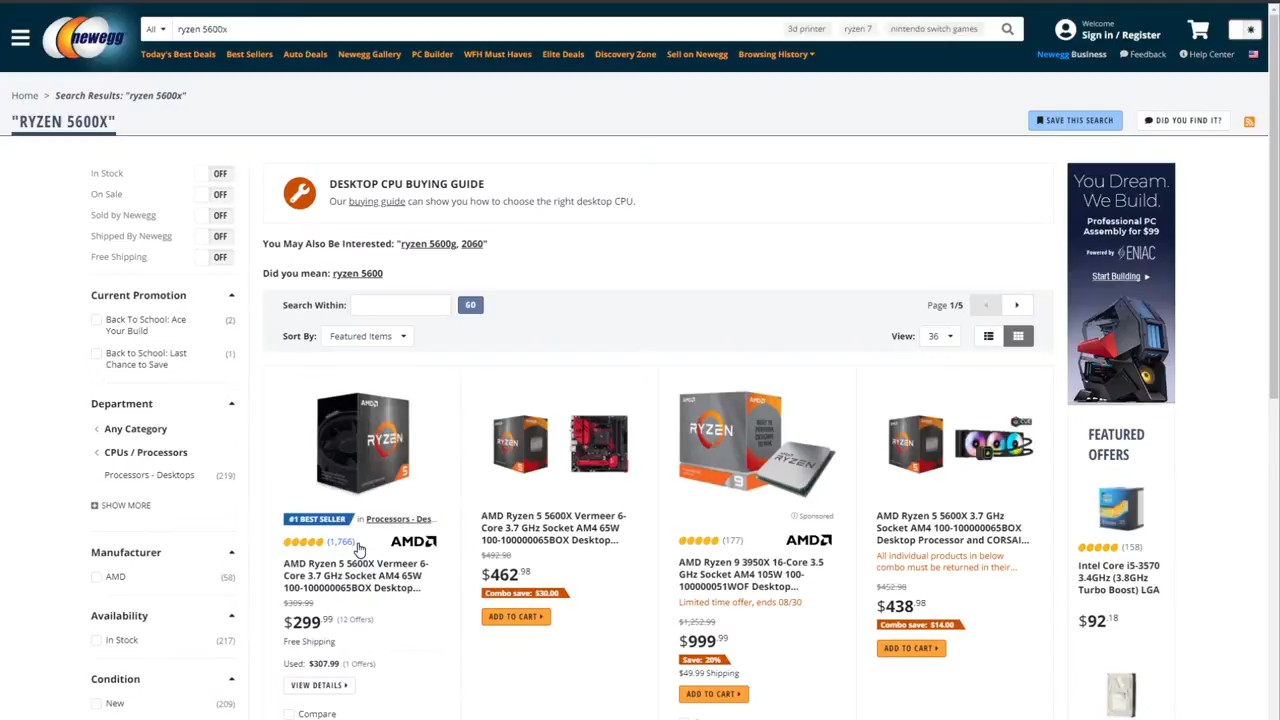 newegg
All
ryzen 5600x
3d printer
ryzen 7
nintendo switch games
Welcome
Sign in / Register
Today's Best Deals
Best Sellers
Auto Deals
Newegg Gallery
PC Builder
WFH Must Haves
Elite Deals
Discovery Zone
Sell on Newegg
Browsing History
Newegg Business
Feedback
Help Center
Home > Search Results: "ryzen 5600x"
"RYZEN 5600X"
SAVE THIS SEARCH
DID YOU FIND IT?
In Stock OFF
On Sale OFF
Sold by Newegg OFF
Shipped By Newegg OFF
Free Shipping OFF
Current Promotion
Back To School: Ace (2)
Your Build
Back to School: Last (1)
Chance to Save
Department
Any Category
CPUs / Processors
Processors - Desktops (219)
SHOW MORE
Manufacturer
AMD (58)
Availability
In Stock (217)
Condition
New (209)
DESKTOP CPU BUYING GUIDE
Our buying guide can show you how to choose the right desktop CPU.
You May Also Be Interested: "ryzen 5600g, 2060"
Did you mean: ryzen 5600
Search Within:
GO
Page 1/5
Sort By: Featured Items
View: 36
AMD
RYZEN
5
#1 BEST SELLER in Processors - Des...
(1,766)
AMD
AMD Ryzen 5 5600X Vermeer 6-
Core 3.7 GHz Socket AM4 65W
100-100000065BOX Desktop...
$309.99
$299.99 (12 Offers)
Free Shipping
Used: $307.99 (1 Offers)
VIEW DETAILS
Compare
RYZEN
AMD Ryzen 5 5600X Vermeer 6-
Core 3.7 GHz Socket AM4 65W
100-100000065BOX Desktop...
$492.98
$462.98
Combo save: $30.00
ADD TO CART
AMD
RYZEN
9
RYZEN
Sponsored
(177)
AMD
AMD Ryzen 9 3950X 16-Core 3.5
GHz Socket AM4 105W 100-
100000051WOF Desktop...
Limited time offer, ends 08/30
$1,252.99
$999.99
Save: 20%
$49.99 Shipping
ADD TO CART
RYZEN
AMD Ryzen 5 5600X 3.7 GHz
Socket AM4 100-100000065BOX
Desktop Processor and CORSAI...
All individual products in below
combo must be returned in their...
$452.98
$438.98
Combo save: $14.00
ADD TO CART
You Dream.
We Build.
Professional PC
Assembly for $99
Powered by ENIAC
Start Building
FEATURED
OFFERS
(158)
Intel Core i5-3570
3.4GHz (3.8GHz
Turbo Boost) LGA
$92.18